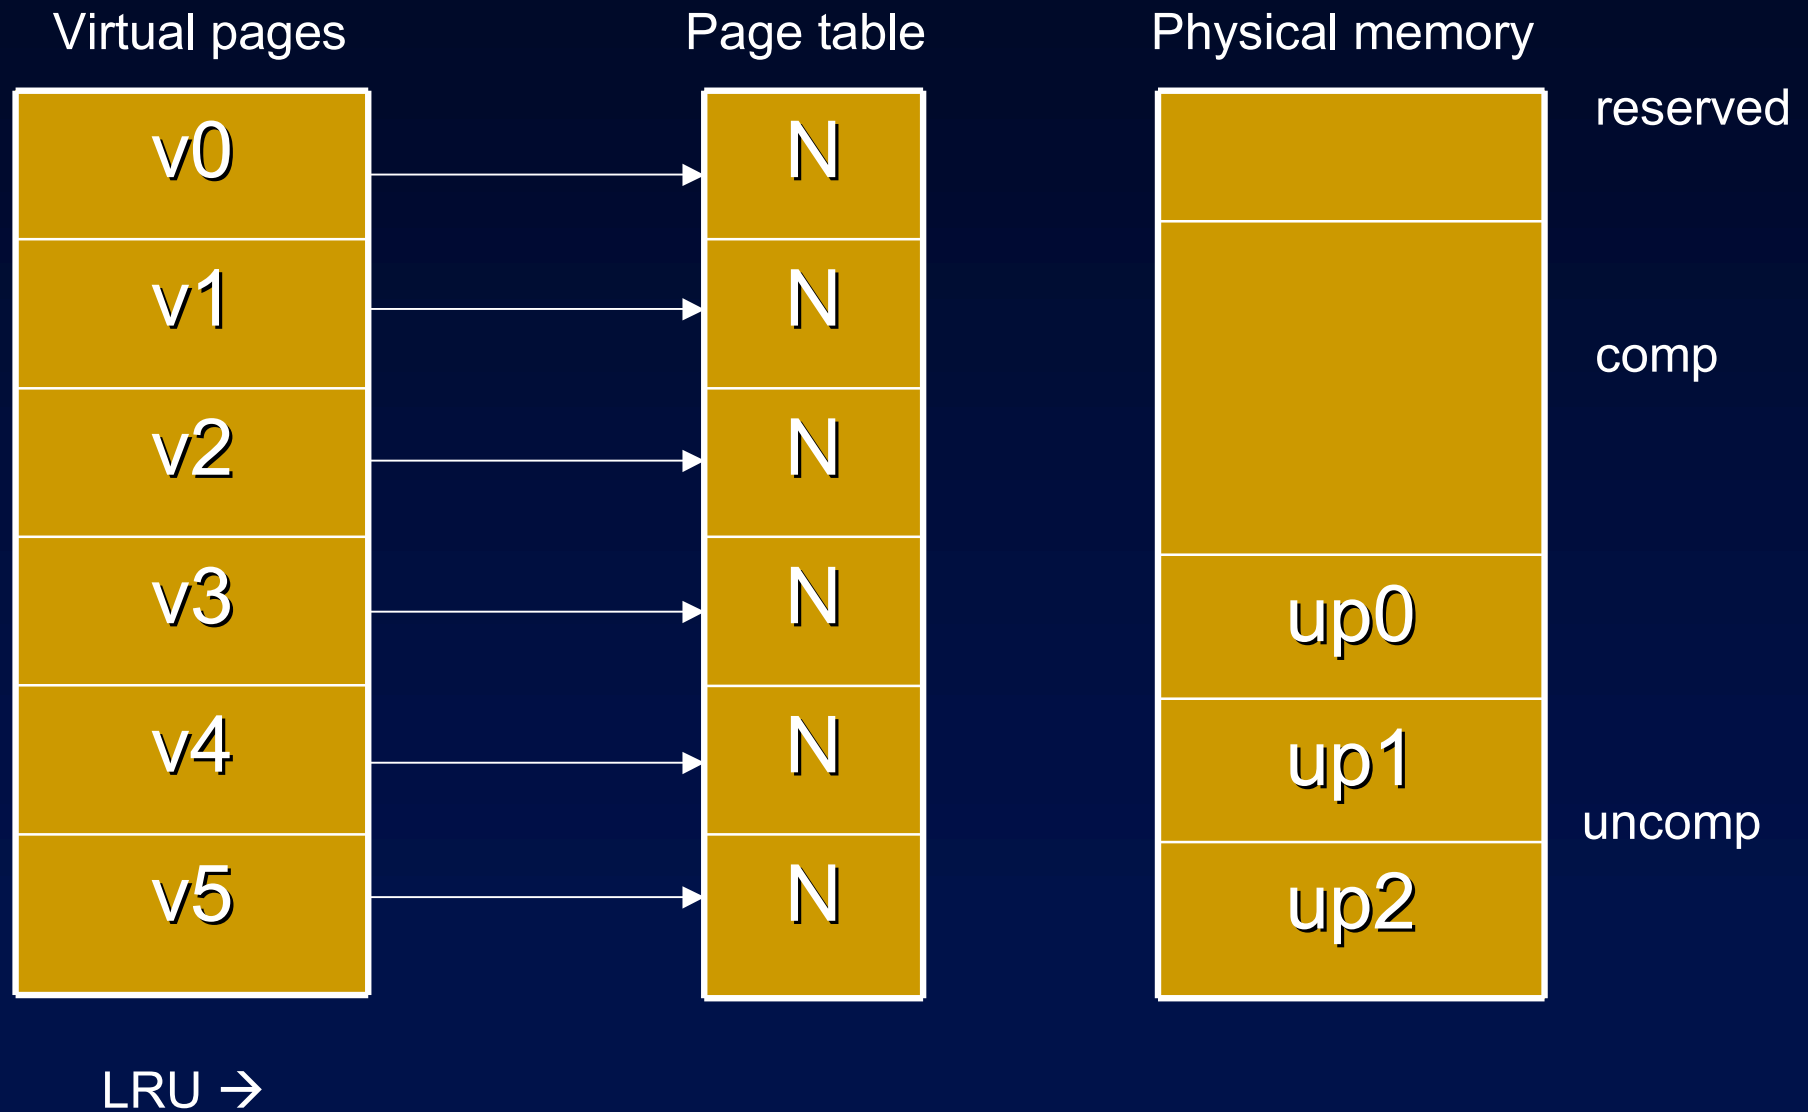 Virtual pages
Page table
Physical memory
reserved
v0
N
v1
N
comp
v2
N
v3
N
up0
v4
N
up1
uncomp
v5
N
up2
LRU →